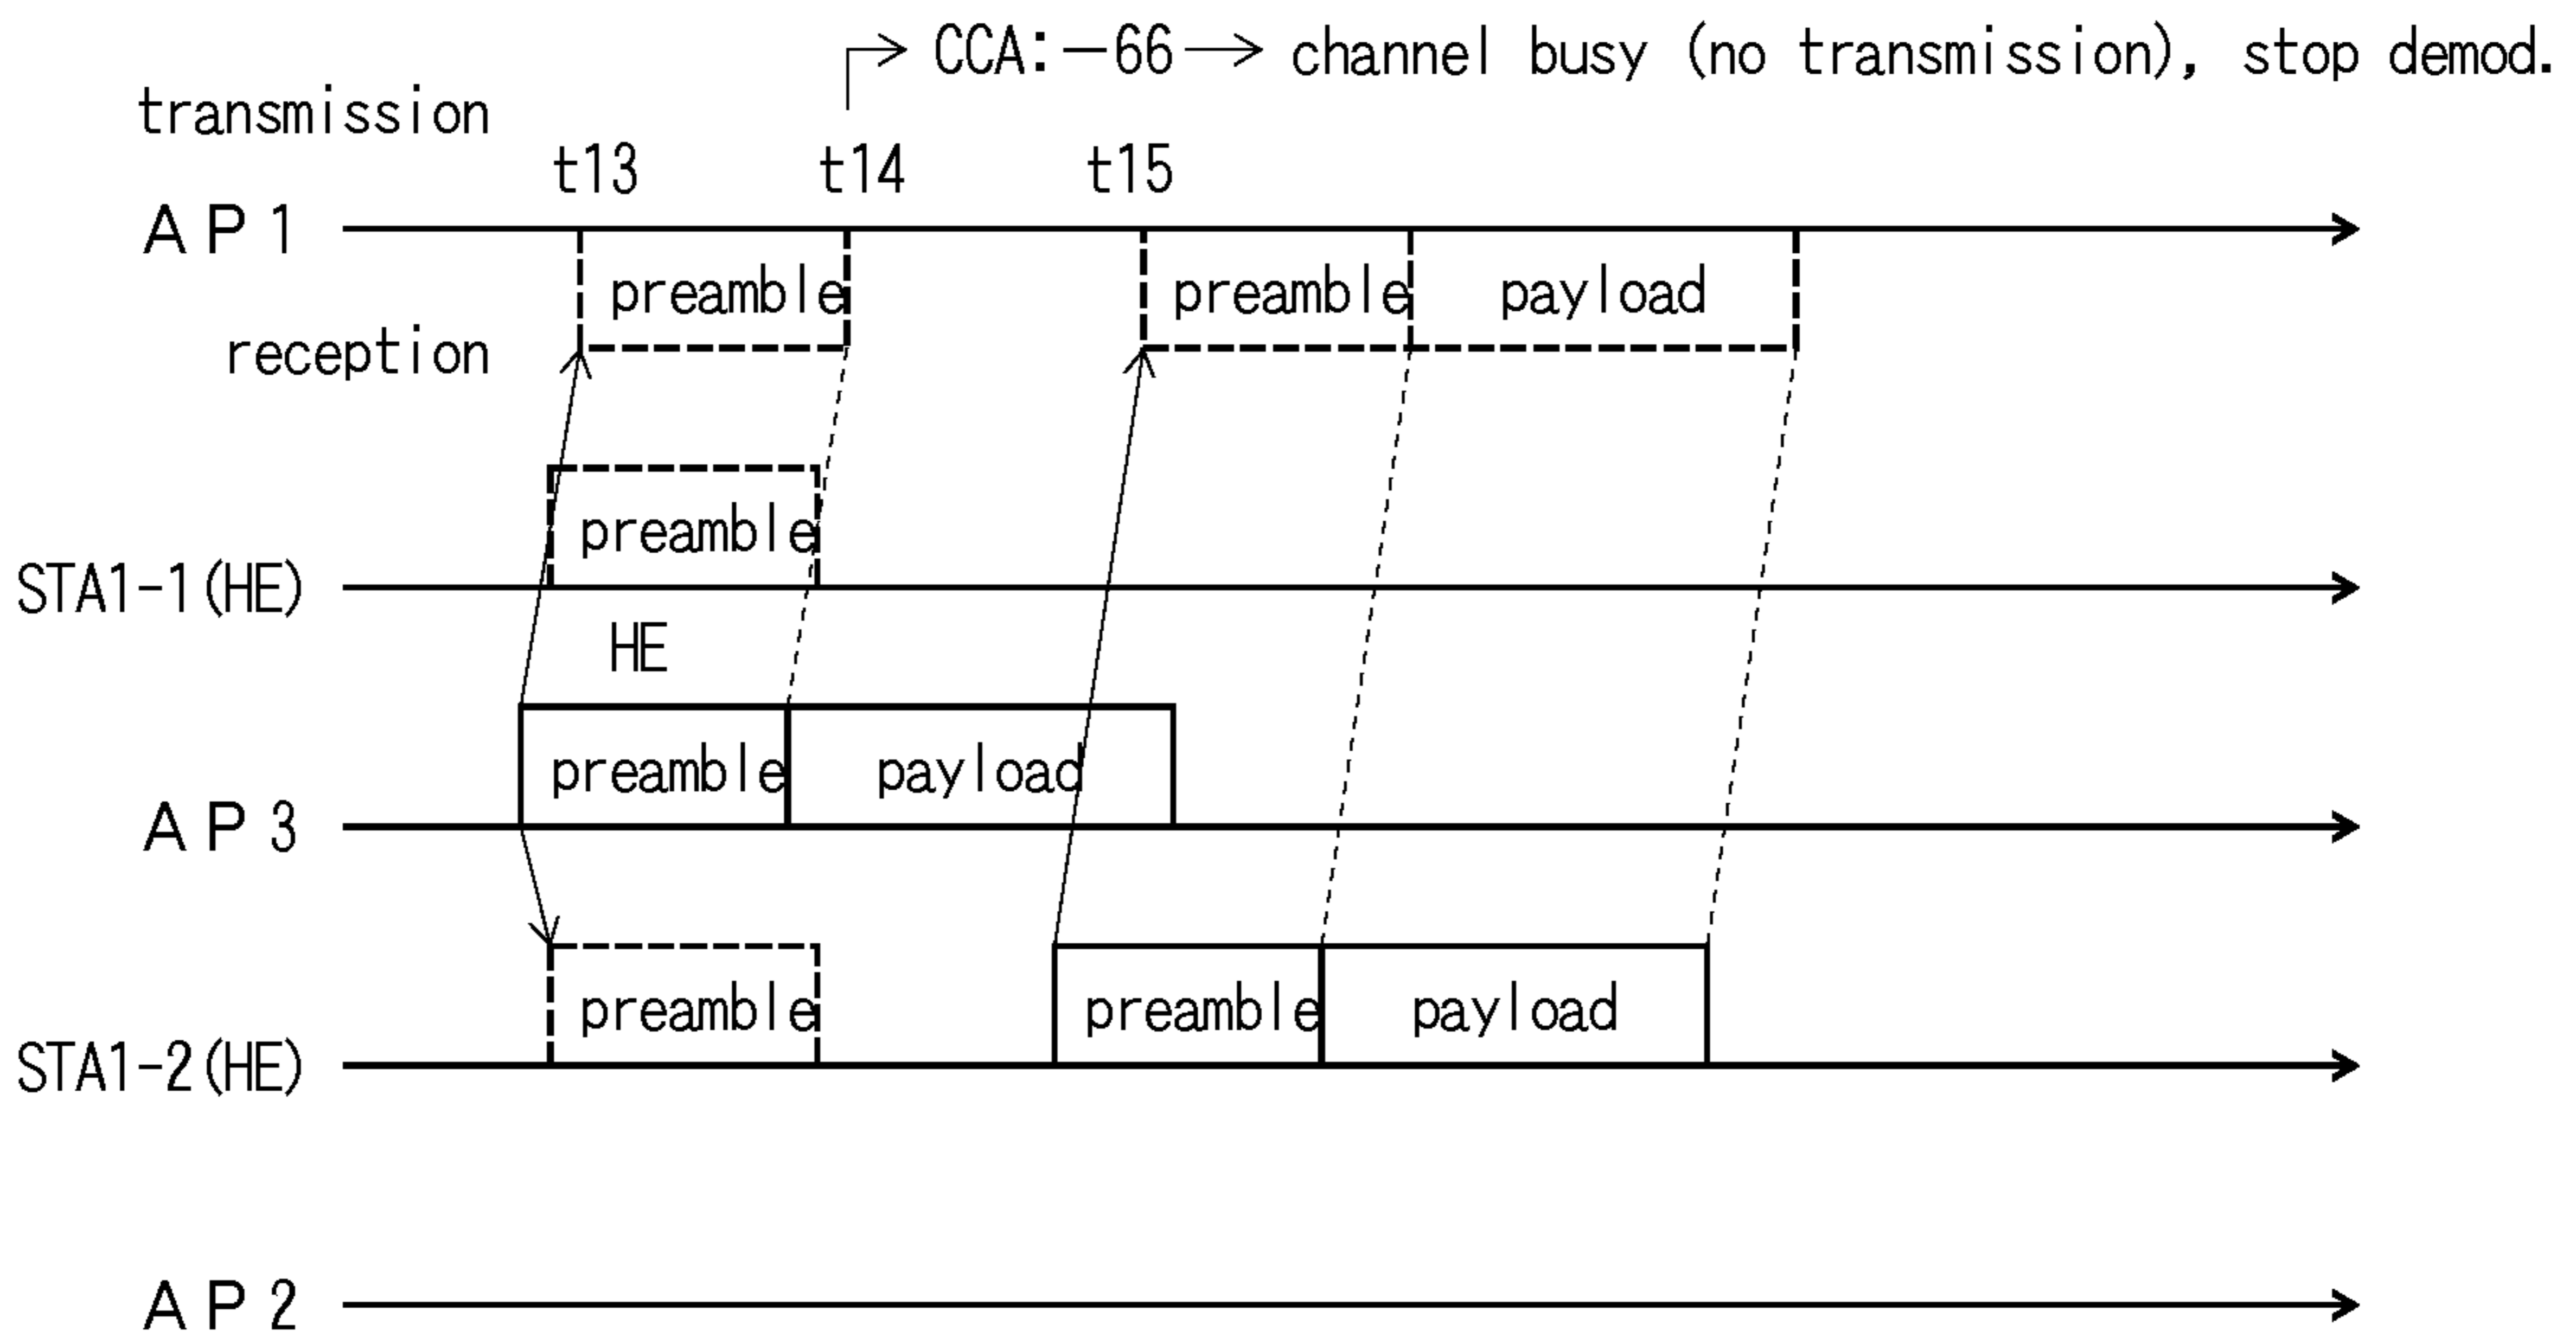 CCA:−66 → channel busy (no transmission), stop demod.
transmission
t13 t14 t15
AP1
preamble preamble payload
reception
preamble
STA1-1(HE)
HE
preamble payload
AP3
preamble preamble payload
STA1-2(HE)
AP2